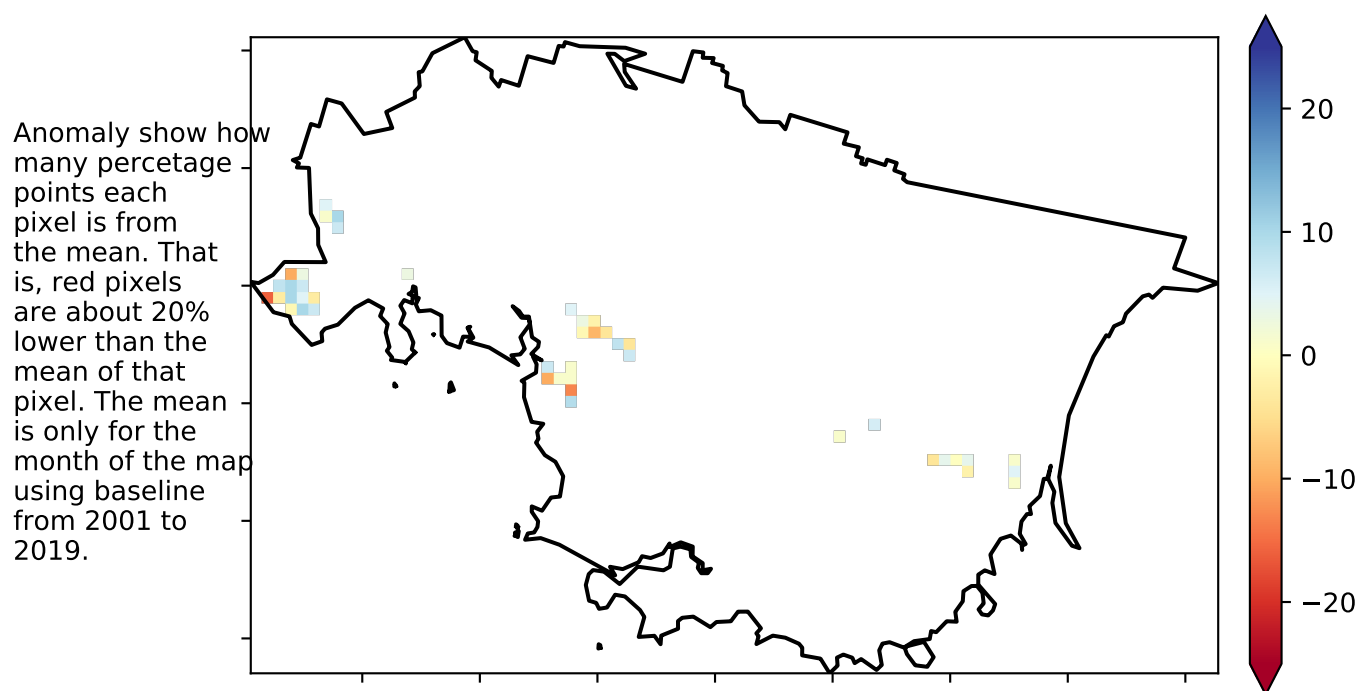 Anomaly show how
many percetage
points each
pixel is from
the mean. That
is, red pixels
are about 20%
lower than the
mean of that
pixel. The mean
is only for the
month of the map
using baseline
from 2001 to
2019.
20
10
0
−10
−20